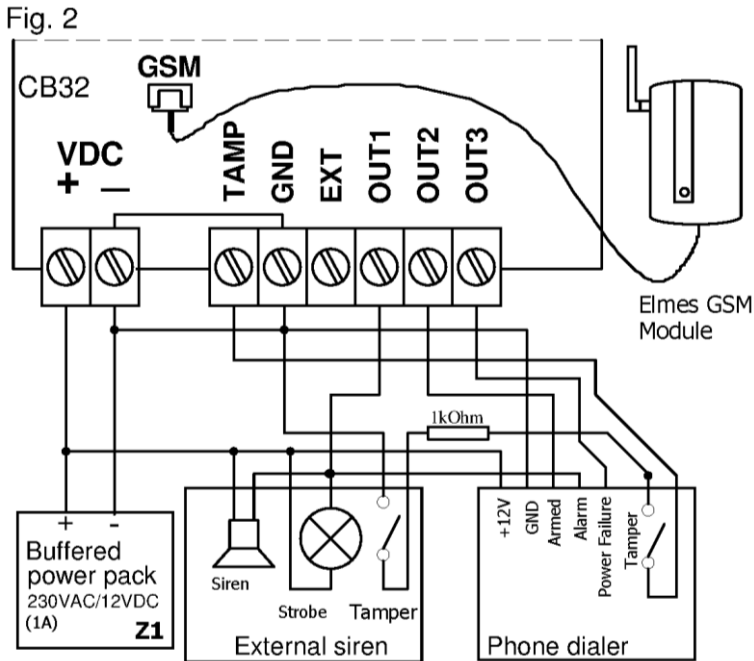 Fig. 2
GSM
CB32
VDC
+ —
TAMP
GND
EXT
OUT1
OUT2
OUT3
Elmes GSM
Module
1kOhm
+ -
Buffered
power pack
230VAC/12VDC
(1A)
Z1
Siren
Strobe
Tamper
External siren
+12V
GND
Armed
Alarm
Power Failure
Tamper
Phone dialer